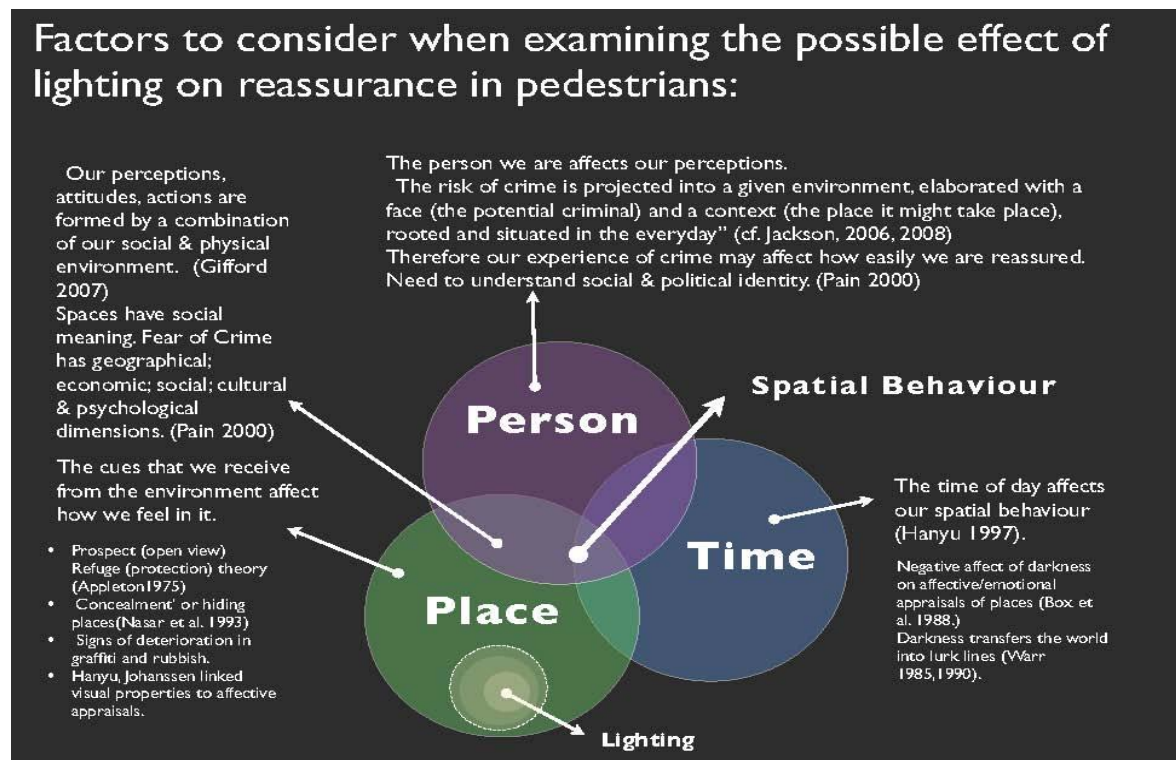 Factors to consider when examining the possible effect of
lighting on reassurance in pedestrians:
Our perceptions,
attitudes, actions are
formed by a combination
of our social & physical
environment. (Gifford
2007)
Spaces have social
meaning. Fear of Crime
has geographical;
economic; social; cultural
& psychological
dimensions. (Pain 2000)
The cues that we receive
from the environment affect
how we feel in it.
• Prospect (open view)
Refuge (protection) theory
(Appleton1975)
• Concealment' or hiding
places(Nasar et al. 1993)
• Signs of deterioration in
graffiti and rubbish.
• Hanyu, Johanssen linked
visual properties to affective
appraisals.
The person we are affects our perceptions.
The risk of crime is projected into a given environment, elaborated with a
face (the potential criminal) and a context (the place it might take place),
rooted and situated in the everyday” (cf. Jackson, 2006, 2008)
Therefore our experience of crime may affect how easily we are reassured.
Need to understand social & political identity. (Pain 2000)
Person
Spatial Behaviour
Time
Place
Lighting
The time of day affects
our spatial behaviour
(Hanyu 1997).
Negative affect of darkness
on affective/emotional
appraisals of places (Box et
al. 1988.)
Darkness transfers the world
into lurk lines (Warr
1985,1990).